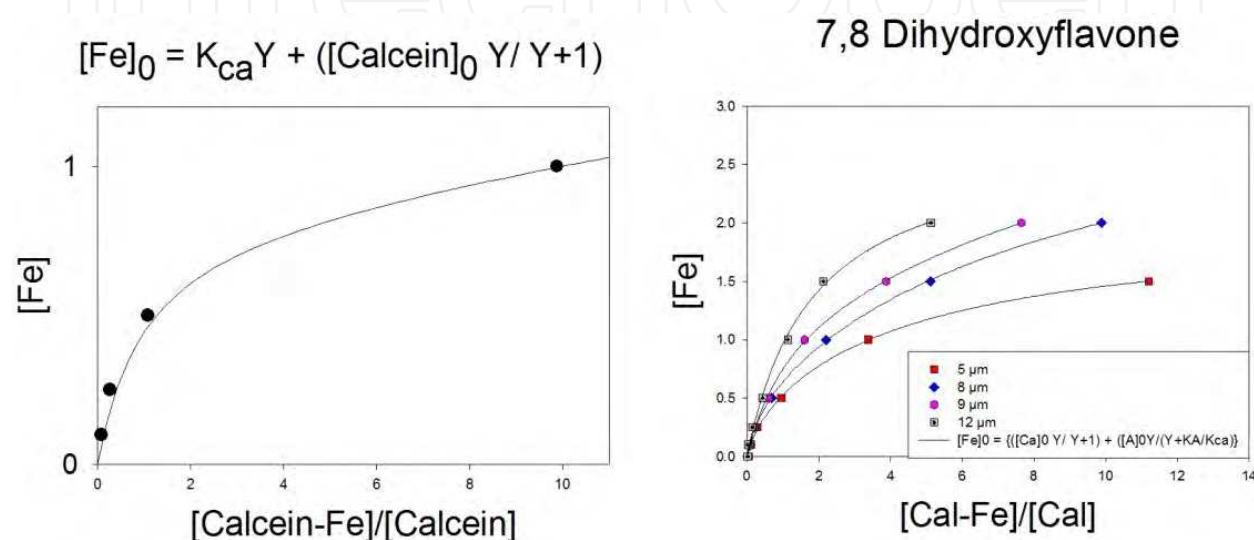 [Fe]0 = KcaY + ([Calcein]0 Y/ Y+1)
1
0
0 2 4 6 8 10
[Fe]
[Calcein-Fe]/[Calcein]
7,8 Dihydroxyflavone
3.0
2.5
2.0
1.5
1.0
0.5
0.0
0 2 4 6 8 10 12 14
[Fe]
[Cal-Fe]/[Cal]
5 µm
8 µm
9 µm
12 µm
[Fe]0 = {([Ca]0 Y/ Y+1) + ([A]0Y/(Y+KA/Kca)}